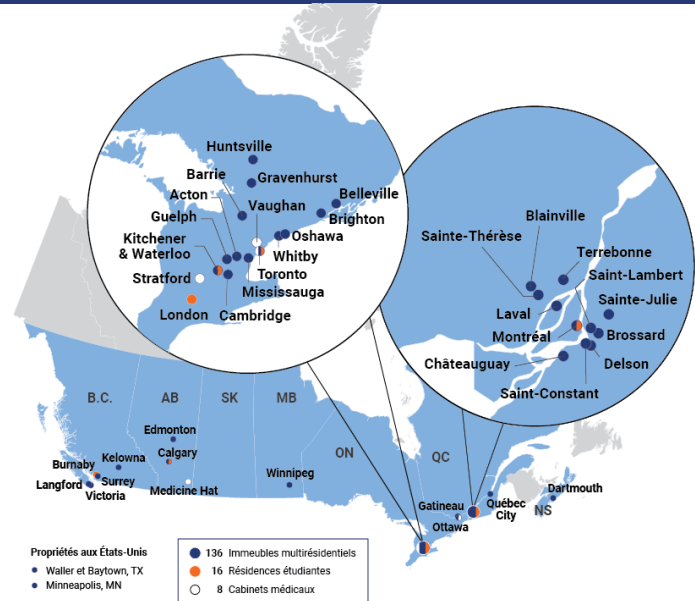 Huntsville
Barrie
Gravenhurst
Acton
Vaughan
Belleville
Guelph
Brighton
Kitchener
& Waterloo
Oshawa
Whitby
Stratford
Toronto
Mississauga
London
Cambridge
Blainville
Sainte-Thérèse
Terrebonne
Saint-Lambert
Sainte-Julie
Laval
Montréal
Brossard
Châteauguay
Delson
Saint-Constant
B.C.
AB
SK
MB
ON
QC
NS
Edmonton
Calgary
Kelowna
Burnaby
Surrey
Langford
Victoria
Medicine Hat
Winnipeg
Gatineau
Ottawa
Québec
City
Dartmouth
Propriétés aux États-Unis
Waller et Baytown, TX
Minneapolis, MN
136 Immeubles multirésidentiels
16 Résidences étudiantes
8 Cabinets médicaux